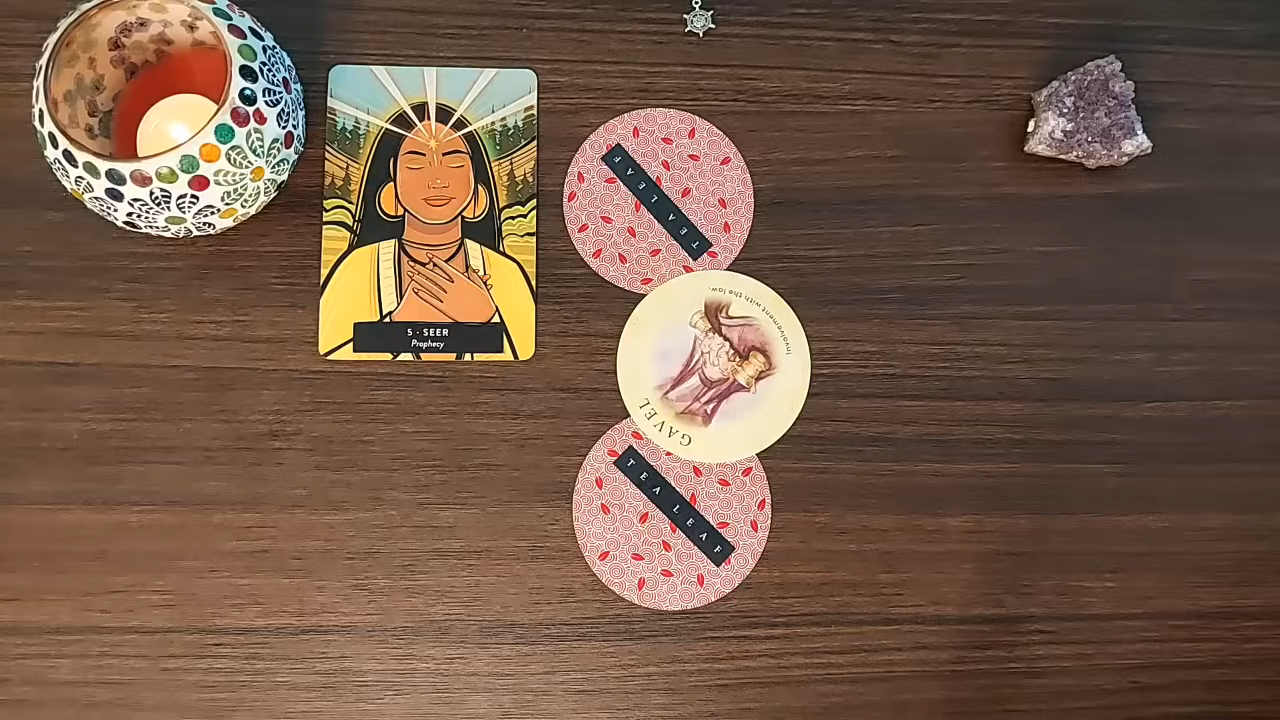 5 · SEER
Prophecy
TEA LEAF
Involvement with the law.
GAVEL
TEA LEAF